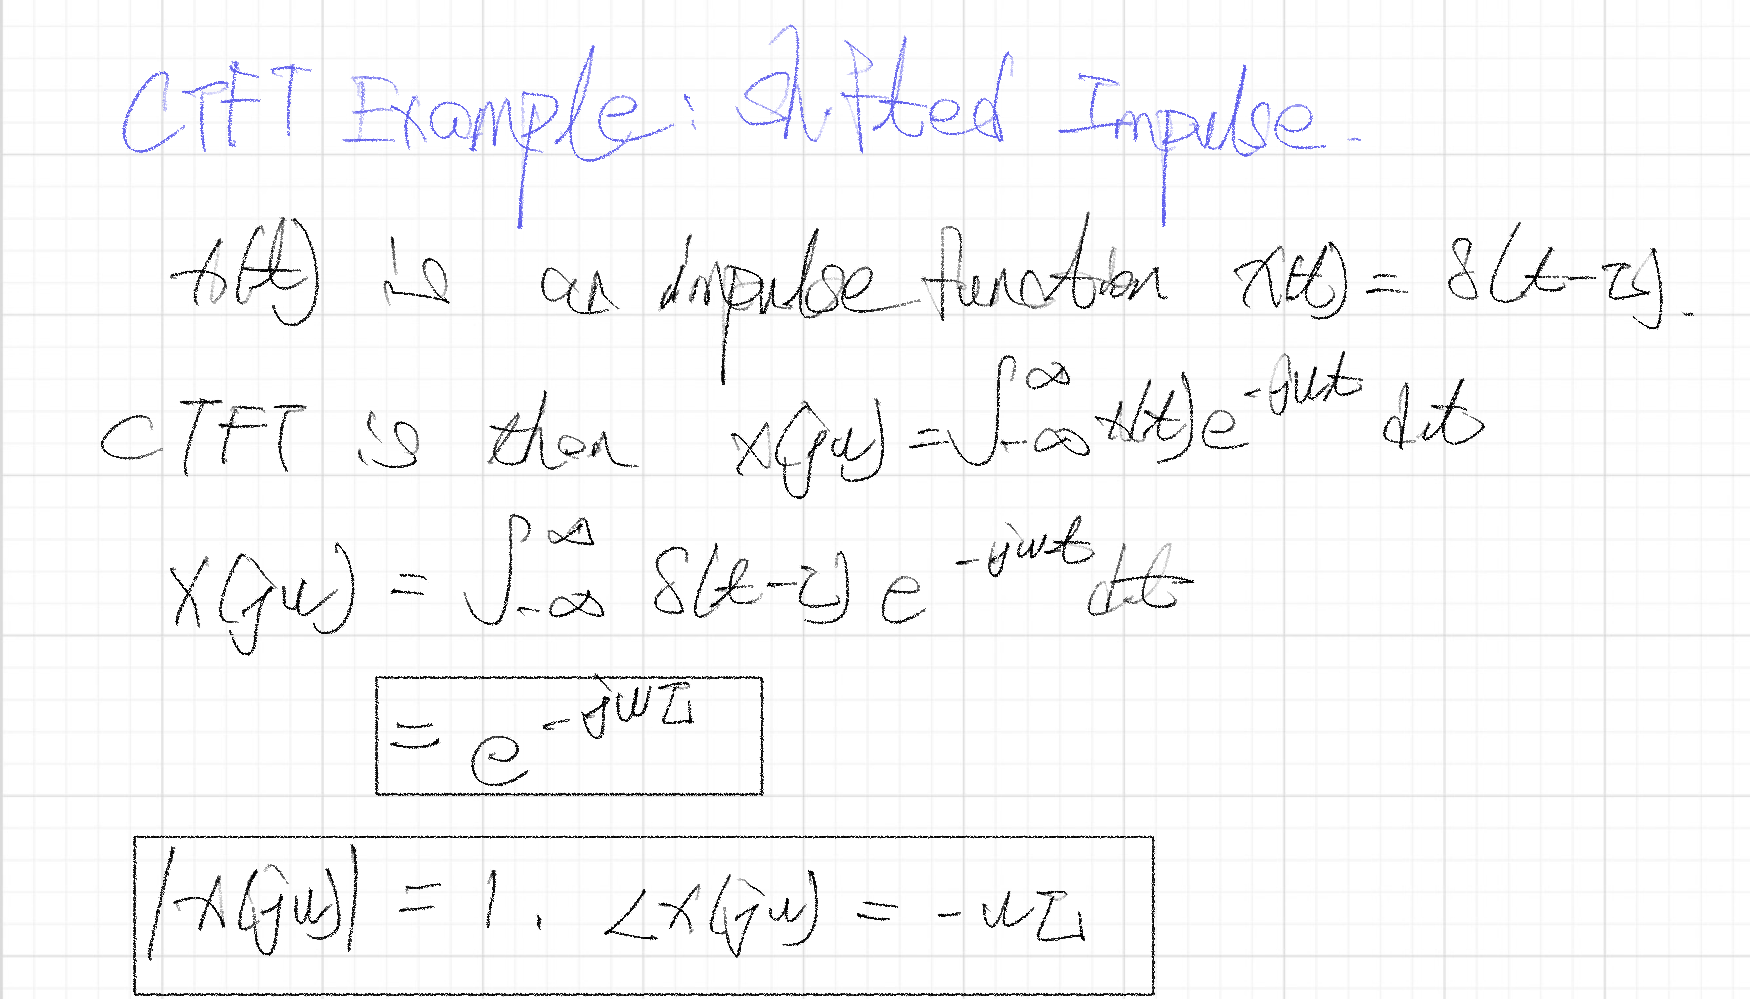 CTFT Example: Shifted Impulse.
x(t) is an impulse function x(t) = δ(t-τ).
CTFT is then X(jω) = ∫_{-∞}^{∞} x(t) e^{-jωt} dt
X(jω) = ∫_{-∞}^{∞} δ(t-τ) e^{-jωt} dt
= e^{-jωτ}
|X(jω)| = 1. ∠X(jω) = -ωτ